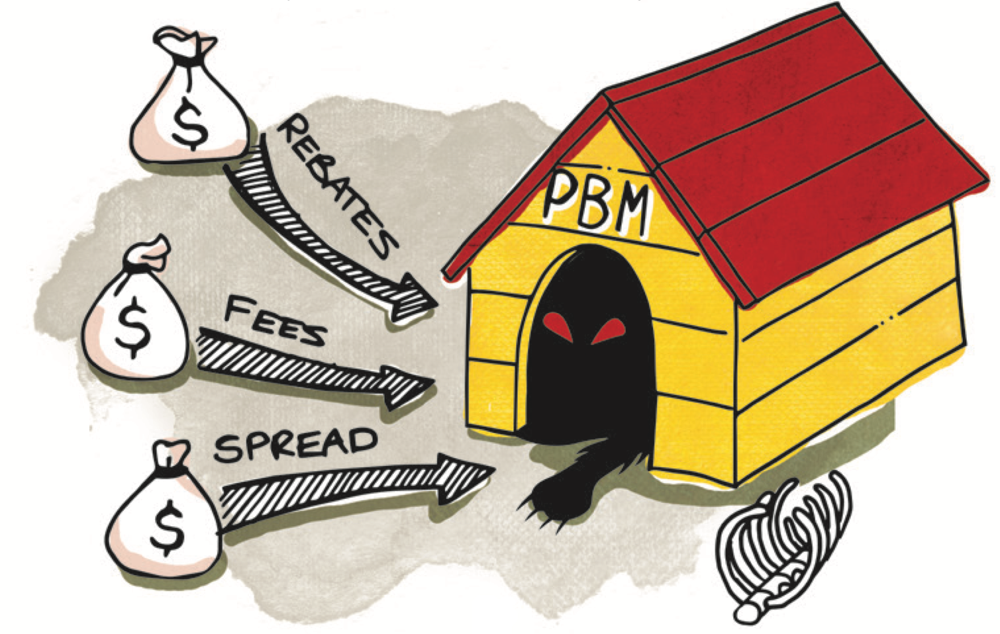 $
REBATES
PBM
$
FEES
$
SPREAD